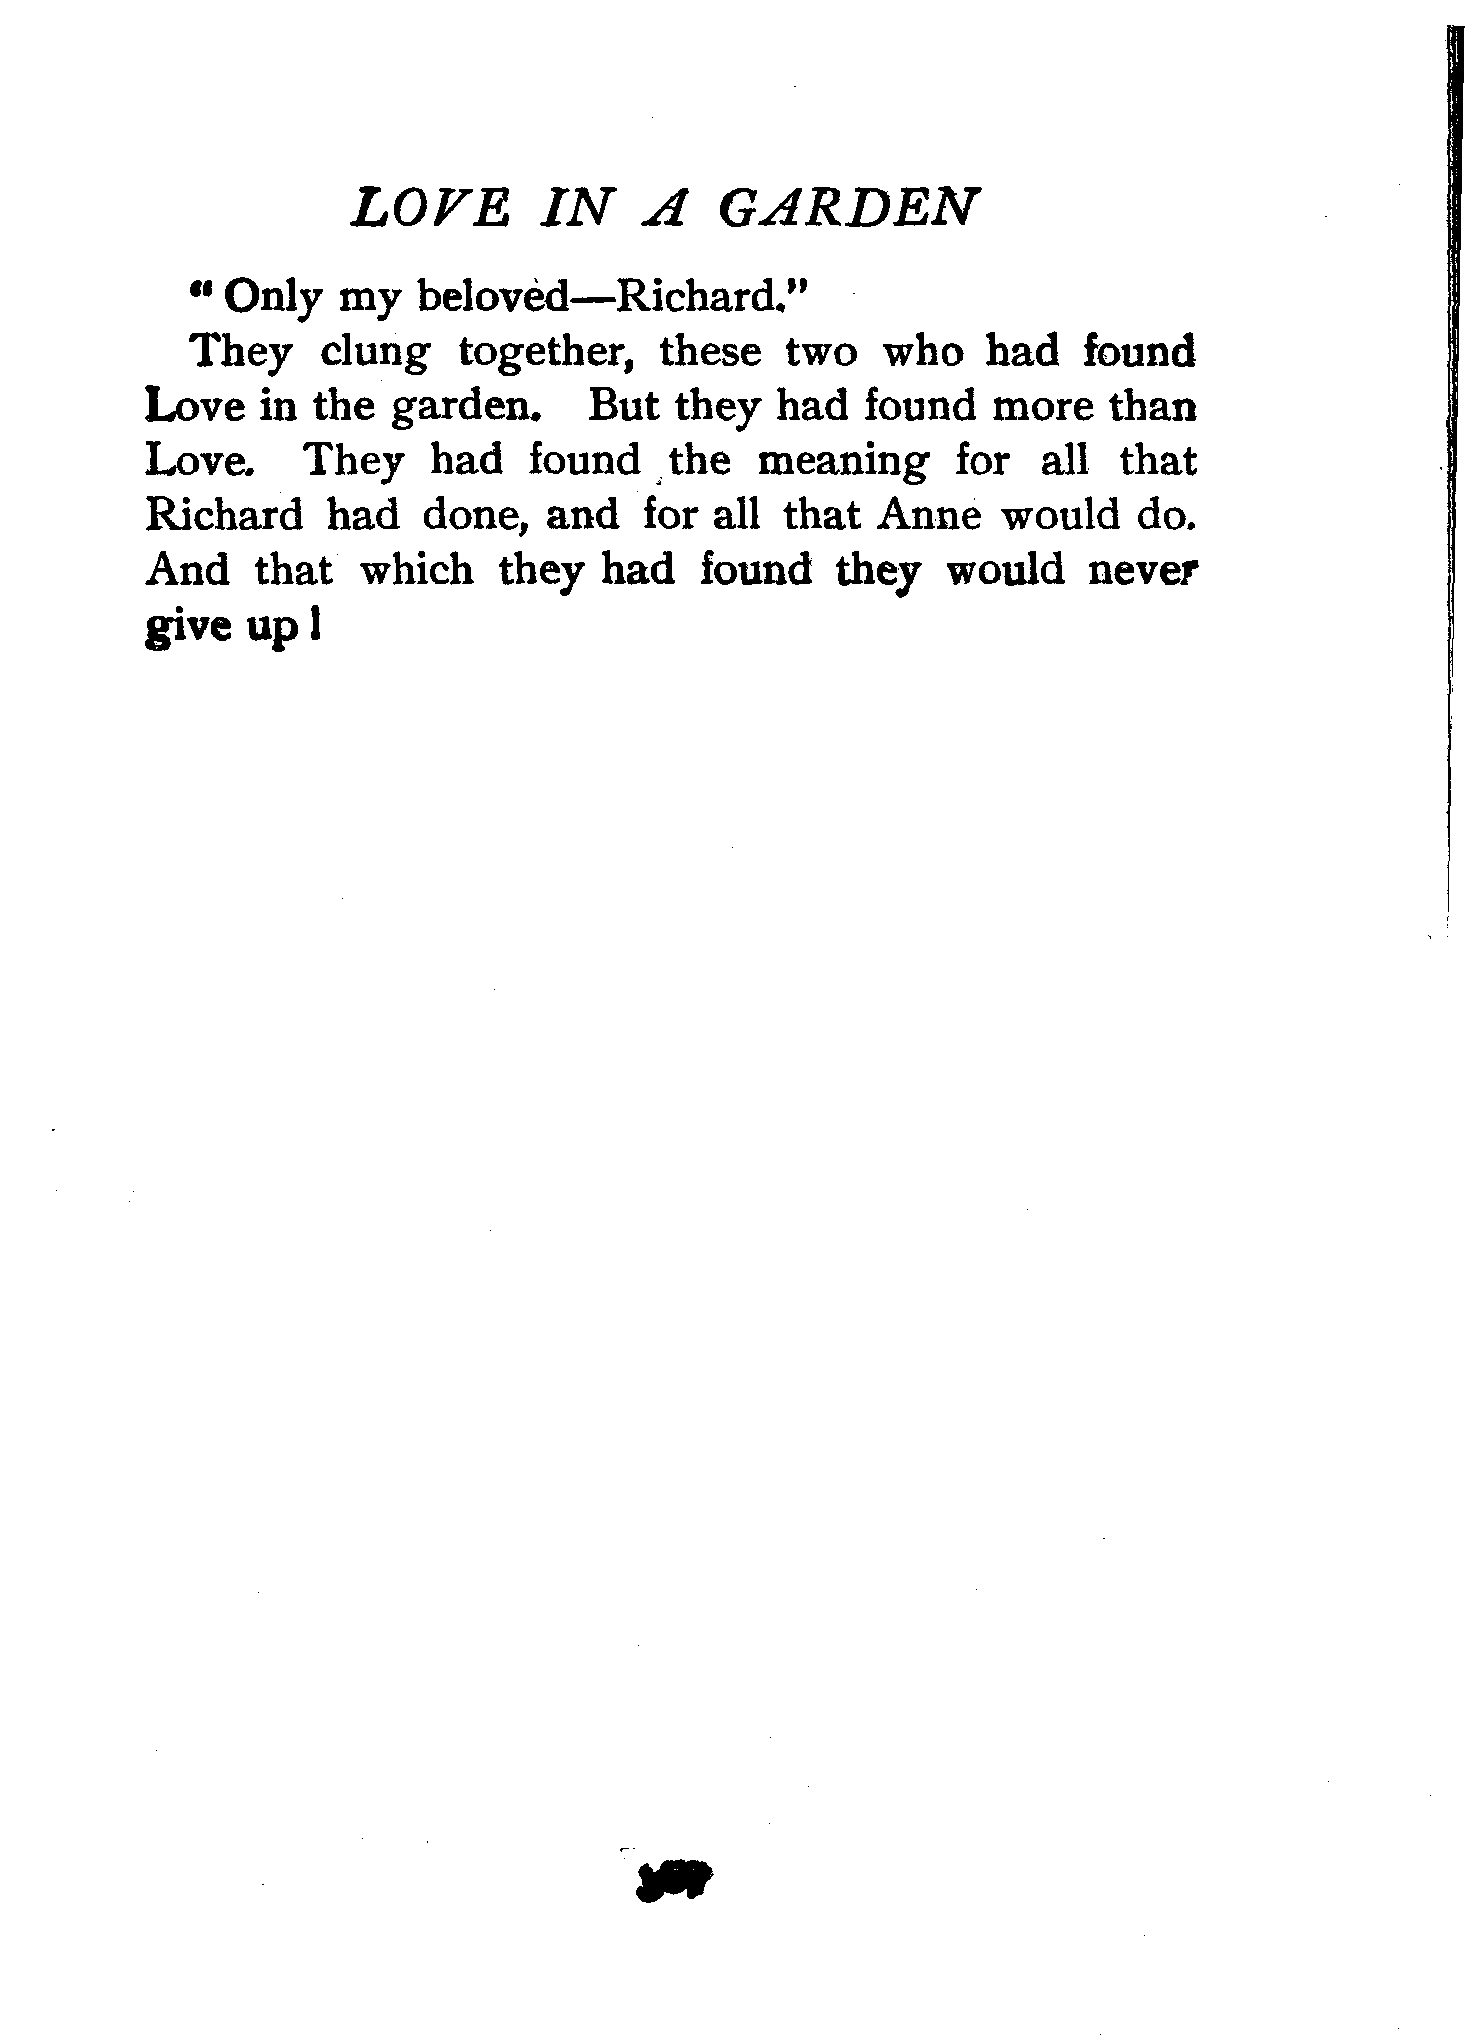 LOVE IN A GARDEN
" Only my beloved—Richard."
They clung together, these two who had found
Love in the garden. But they had found more than
Love. They had found the meaning for all that
Richard had done, and for all that Anne would do.
And that which they had found they would never
give up!